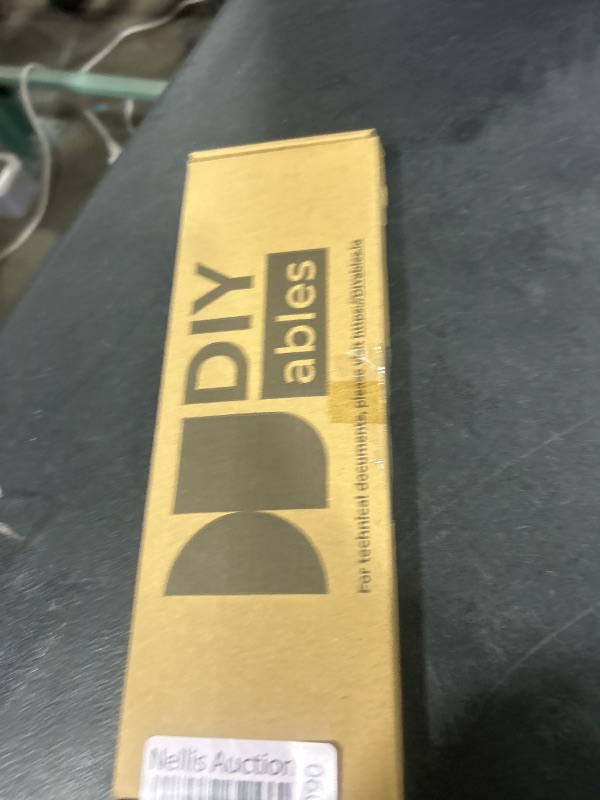 DIY
ables
For technical documents, please visit https://DIYables.io
Nellis Auction